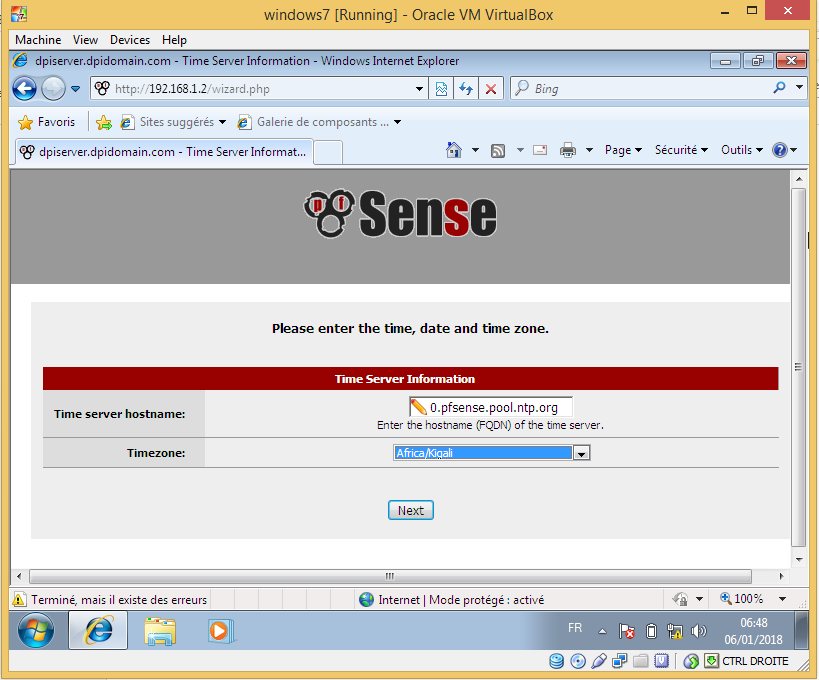 windows7 [Running] - Oracle VM VirtualBox
Machine View Devices Help
dpiserver.dpidomain.com - Time Server Information - Windows Internet Explorer
http://192.168.1.2/wizard.php
Bing
Favoris
Sites suggérés
Galerie de composants ...
dpiserver.dpidomain.com - Time Server Informat...
Page
Sécurité
Outils
pf Sense
Please enter the time, date and time zone.
Time Server Information
Time server hostname:
0.pfsense.pool.ntp.org
Enter the hostname (FQDN) of the time server.
Timezone:
Africa/Kigali
Next
Terminé, mais il existe des erreurs
Internet | Mode protégé : activé
100%
FR
06:48
06/01/2018
CTRL DROITE